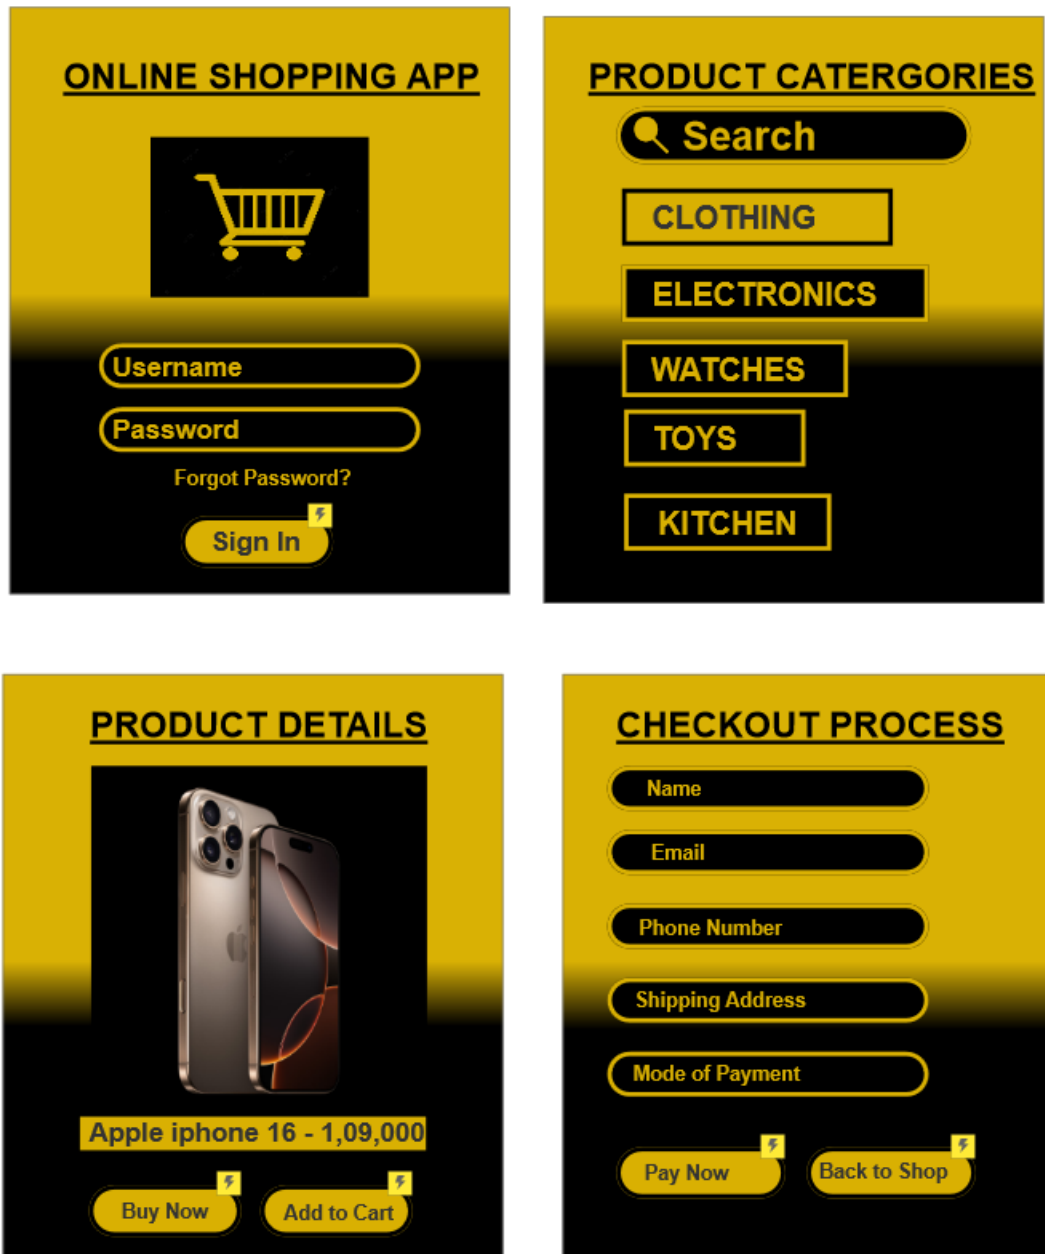 ONLINE SHOPPING APP
Username
Password
Forgot Password?
Sign In
PRODUCT CATERGORIES
Search
CLOTHING
ELECTRONICS
WATCHES
TOYS
KITCHEN
PRODUCT DETAILS
Apple iphone 16 - 1,09,000
Buy Now
Add to Cart
CHECKOUT PROCESS
Name
Email
Phone Number
Shipping Address
Mode of Payment
Pay Now
Back to Shop